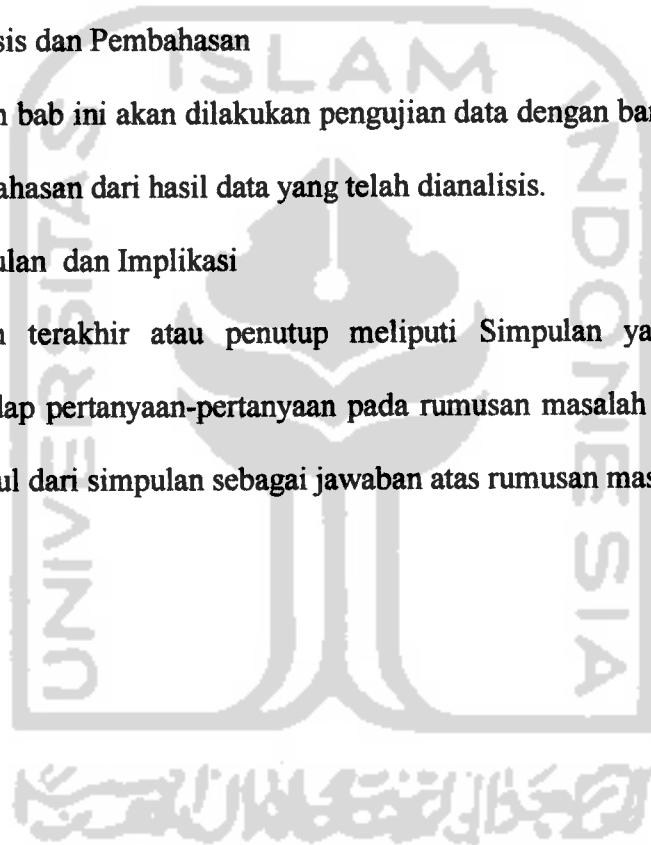 sis dan Pembahasan
ISLAM
n bab ini akan dilakukan pengujian data dengan ban
ahasan dari hasil data yang telah dianalisis.
ulan dan Implikasi
n terakhir atau penutup meliputi Simpulan ya
dap pertanyaan-pertanyaan pada rumusan masalah
ul dari simpulan sebagai jawaban atas rumusan mas
UNIVERSITAS
INDONESIA